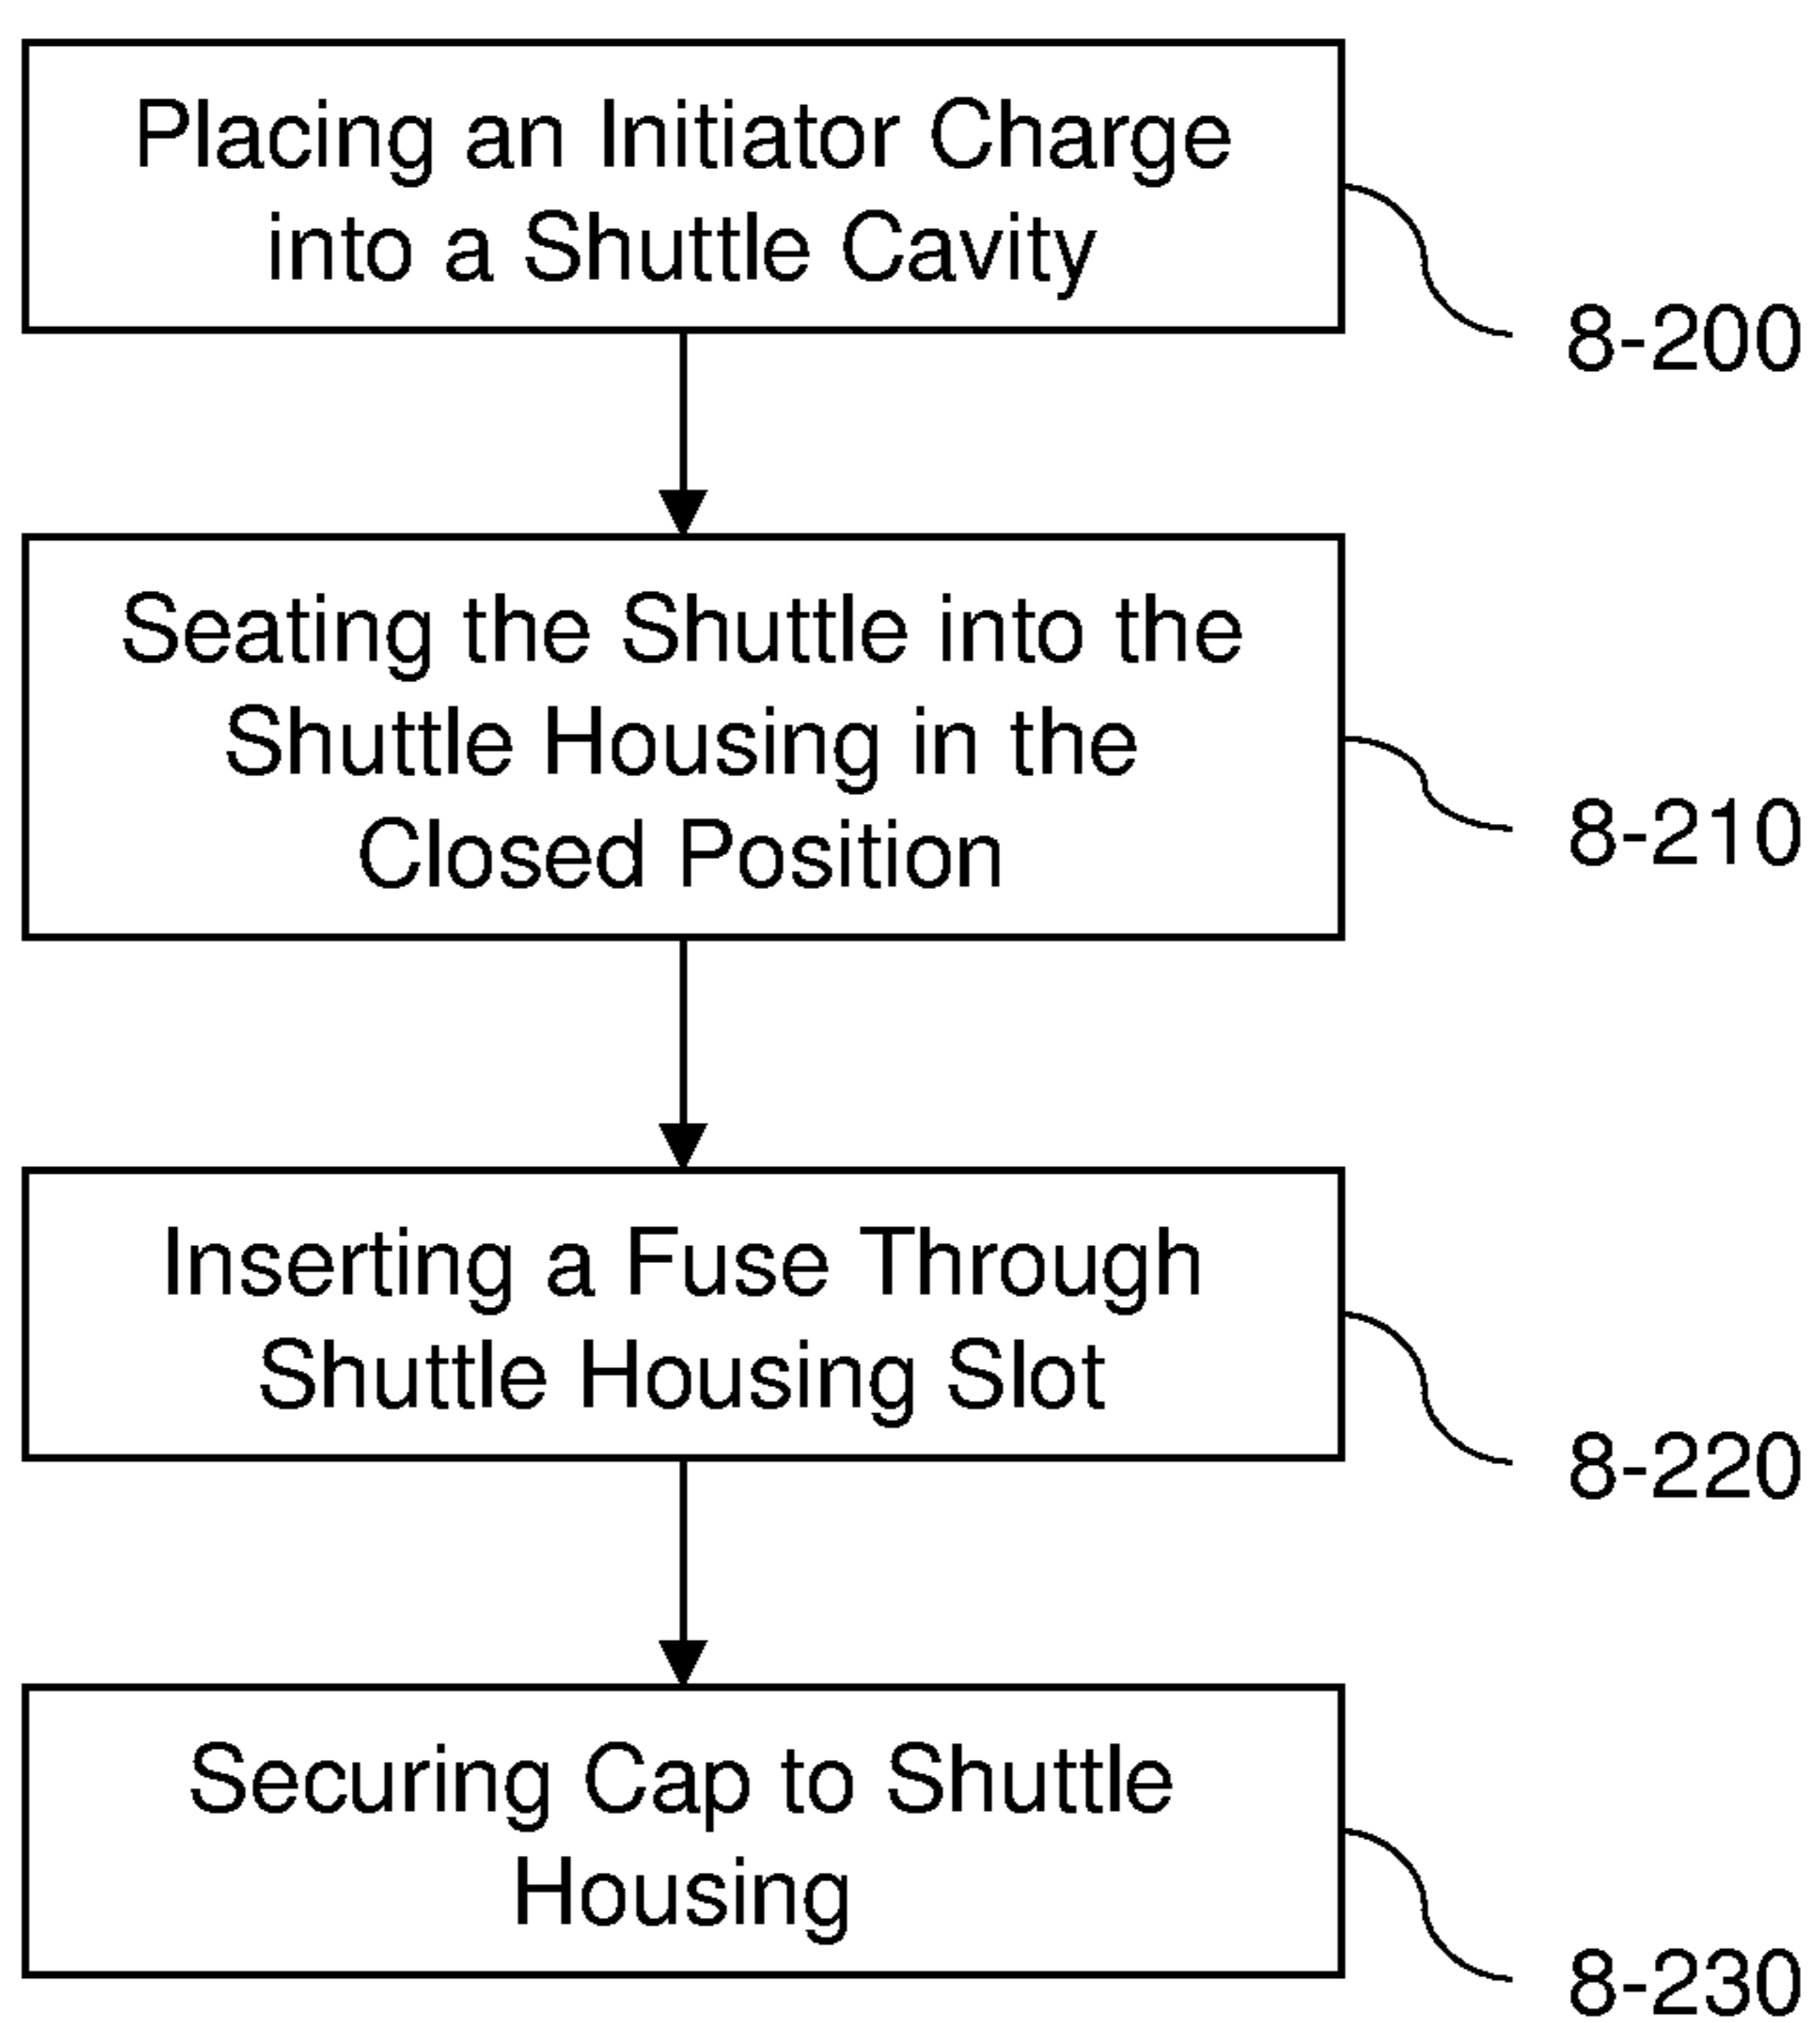 Placing an Initiator Charge
into a Shuttle Cavity
8-200
Seating the Shuttle into the
Shuttle Housing in the
Closed Position
8-210
Inserting a Fuse Through
Shuttle Housing Slot
8-220
Securing Cap to Shuttle
Housing
8-230